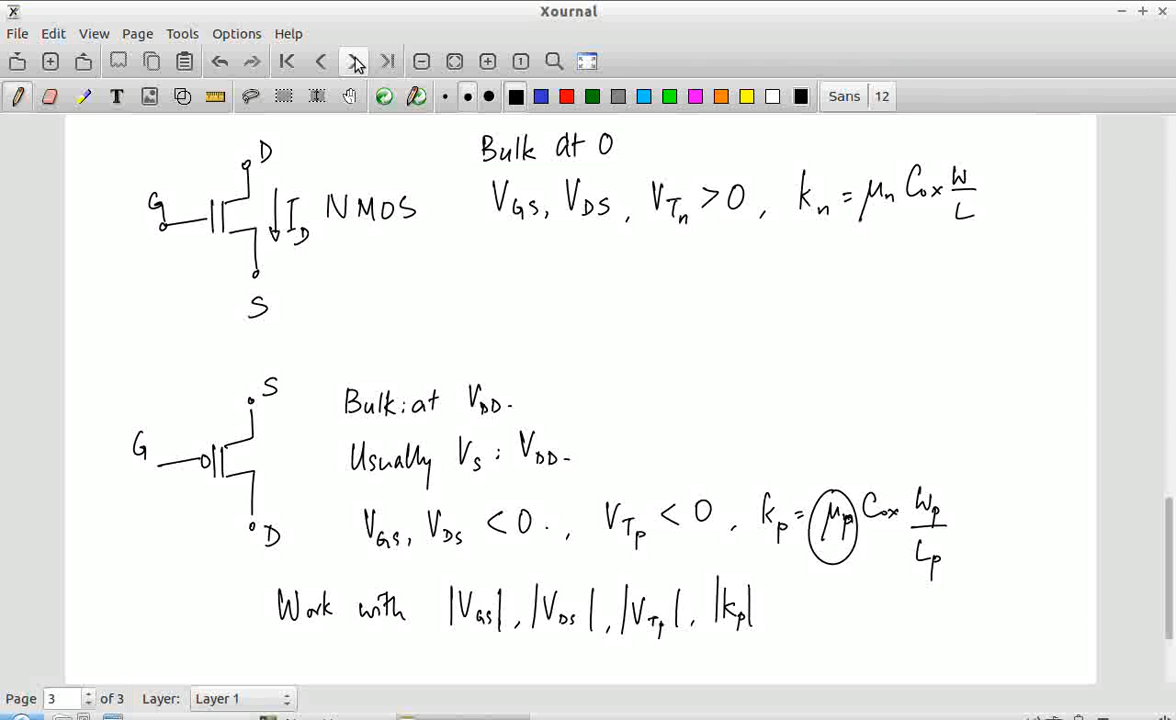 Xournal
File Edit View Page Tools Options Help
Sans 12
D
Bulk at 0
G
I_D NMOS
V_GS, V_DS, V_Tn > 0, k_n = μ_n Cox W/L
S
S
Bulk: at V_DD.
G
Usually V_S : V_DD.
V_GS, V_DS < 0., V_Tp < 0, k_p = μ_p Cox W_p/L_p
D
Work with |V_GS|, |V_DS|, |V_Tp|, |k_p|
Page 3 of 3 Layer: Layer 1